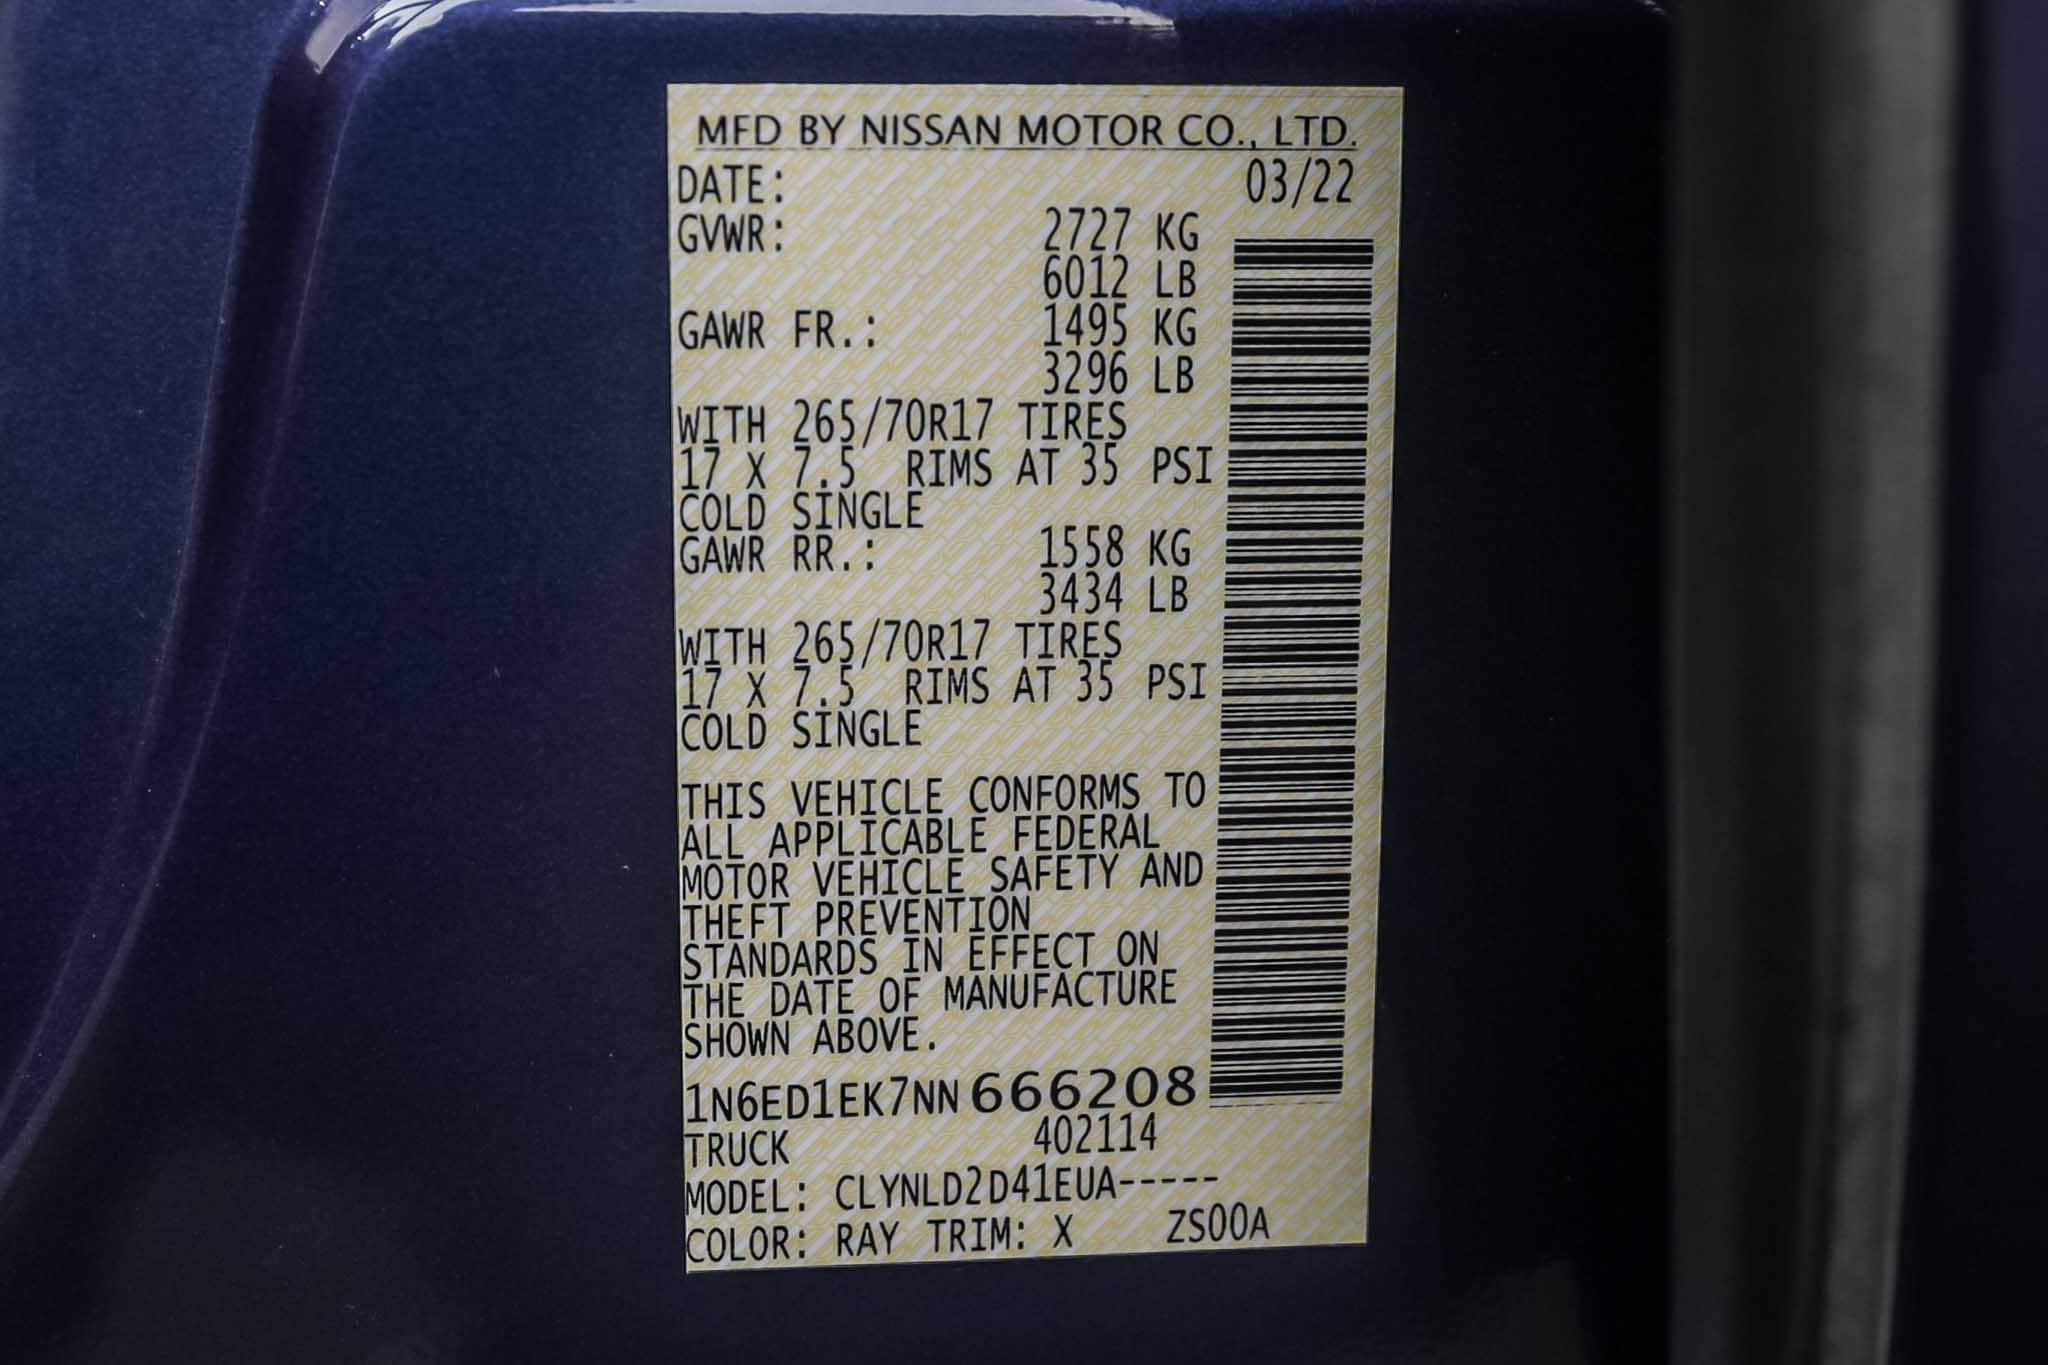 MFD BY NISSAN MOTOR CO., LTD.
DATE: 03/22
GVWR: 2727 KG
6012 LB
GAWR FR.: 1495 KG
3296 LB
WITH 265/70R17 TIRES
17 X 7.5 RIMS AT 35 PSI
COLD SINGLE
GAWR RR.: 1558 KG
3434 LB
WITH 265/70R17 TIRES
17 X 7.5 RIMS AT 35 PSI
COLD SINGLE
THIS VEHICLE CONFORMS TO
ALL APPLICABLE FEDERAL
MOTOR VEHICLE SAFETY AND
THEFT PREVENTION
STANDARDS IN EFFECT ON
THE DATE OF MANUFACTURE
SHOWN ABOVE.
1N6ED1EK7NN666208
TRUCK 402114
MODEL: CLYNLD2D41EUA-----
COLOR: RAY TRIM: X ZS00A